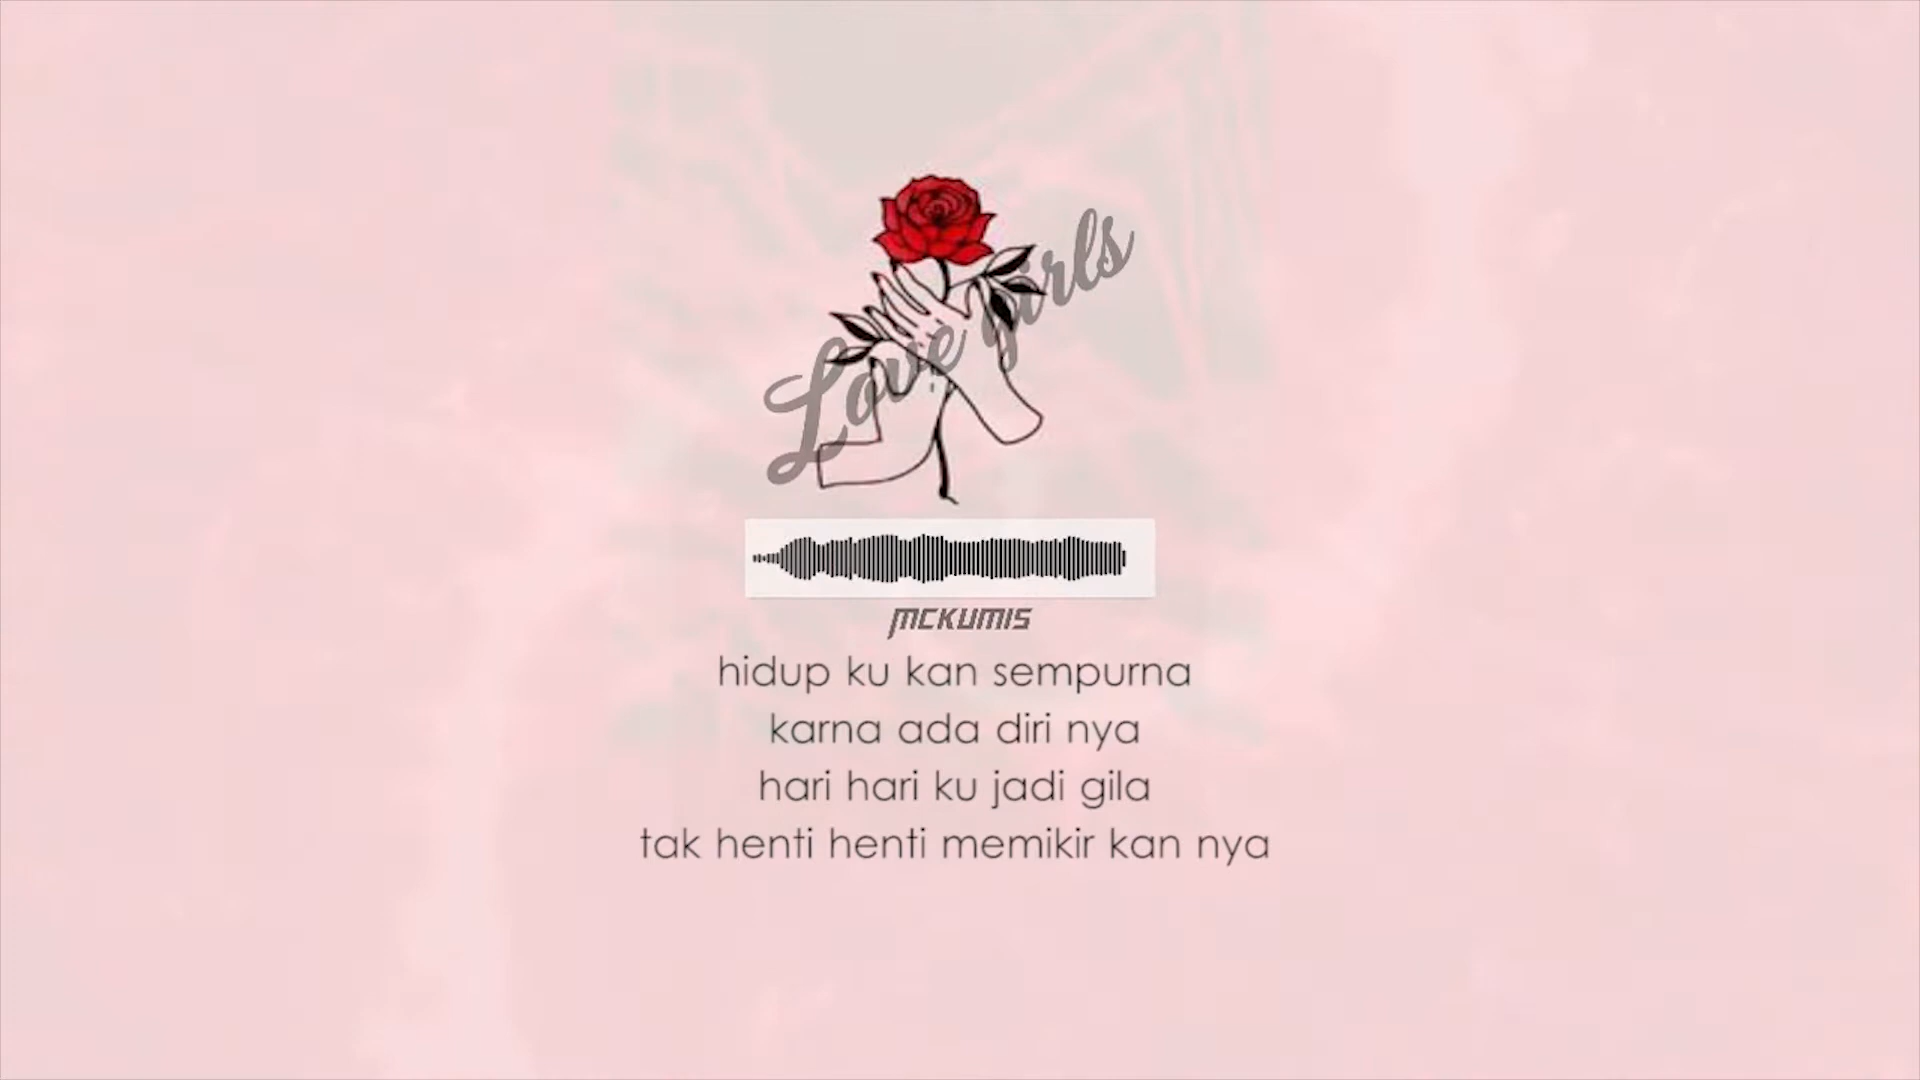 Love girls
MCKUMIS
hidup ku kan sempurna
karna ada diri nya
hari hari ku jadi gila
tak henti henti memikir kan nya